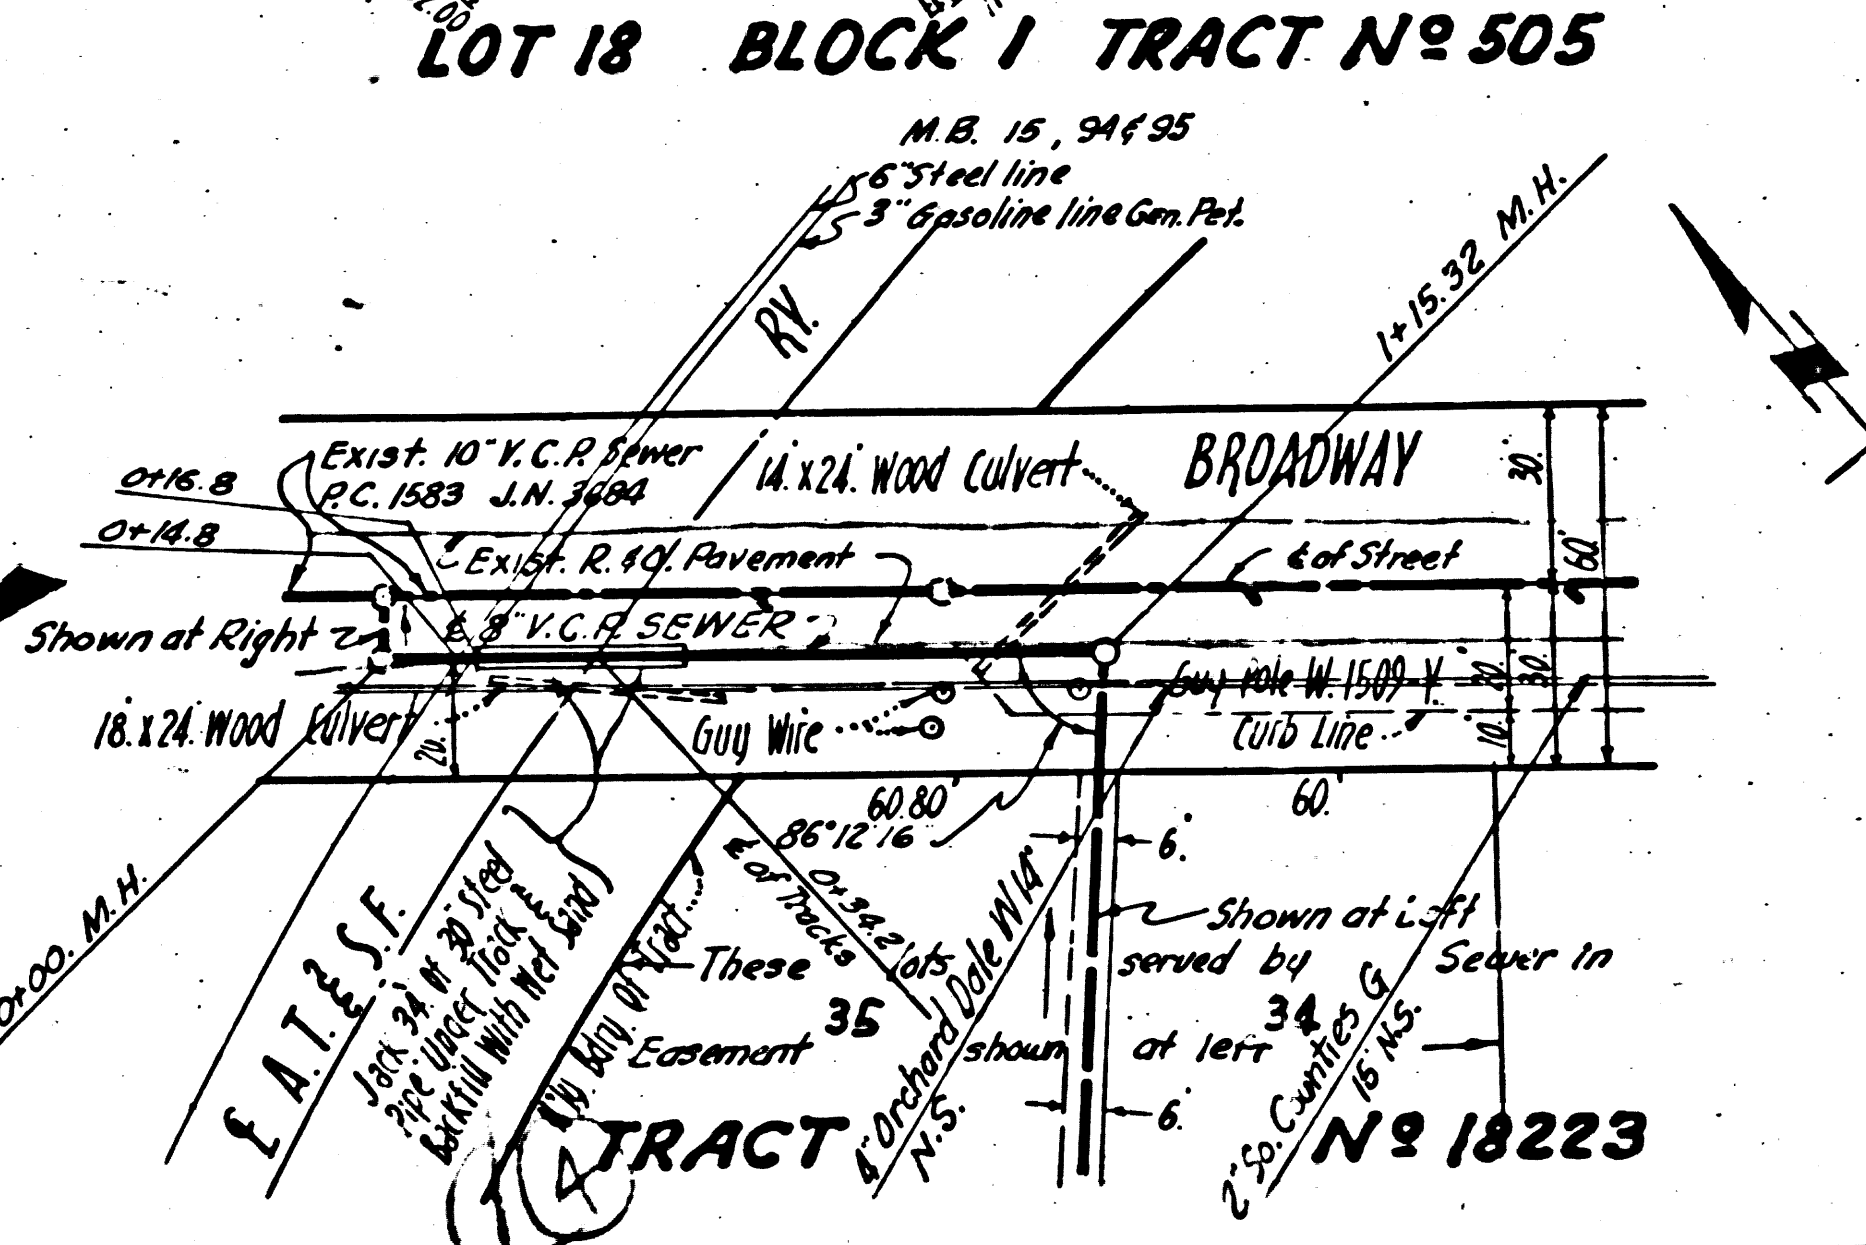 2.00
LOT 18 BLOCK 1 TRACT Nº 505
M.B. 15, 94 & 95
6" Steel line
3" Gasoline line Gen. Pet.
RY.
1+15.32 M.H.
Exist. 10" V.C.P. Sewer
P.C. 1583 J.N. 3684
14" x 24" Wood Culvert
BROADWAY
30'
60'
0+16.8
0+14.8
Exist. R. & O. Pavement
℄ of Street
℄ 8" V.C.P. SEWER
Shown at Right
Guy Pole W. 1509-Y.
20'
30'
18" x 24" Wood Culvert
20'
Guy Wire
Curb Line
10'
60.80'
60.'
86°12'16"
6'
0+00. M.H.
℄ A.T. & S.F.
Jack 34' of 30" Steel
Pipe Under Track &
Backfill With Wet Sand
℄ of Tracks
0+34.2
W'ly. Bdry. of Tract
Shown at Left
These lots served by Sewer in
35
34
Easement shown at left
4" Orchard Dale W 14'
N.S.
2" So. Counties G
15' N.S.
6'
4
TRACT Nº 18223